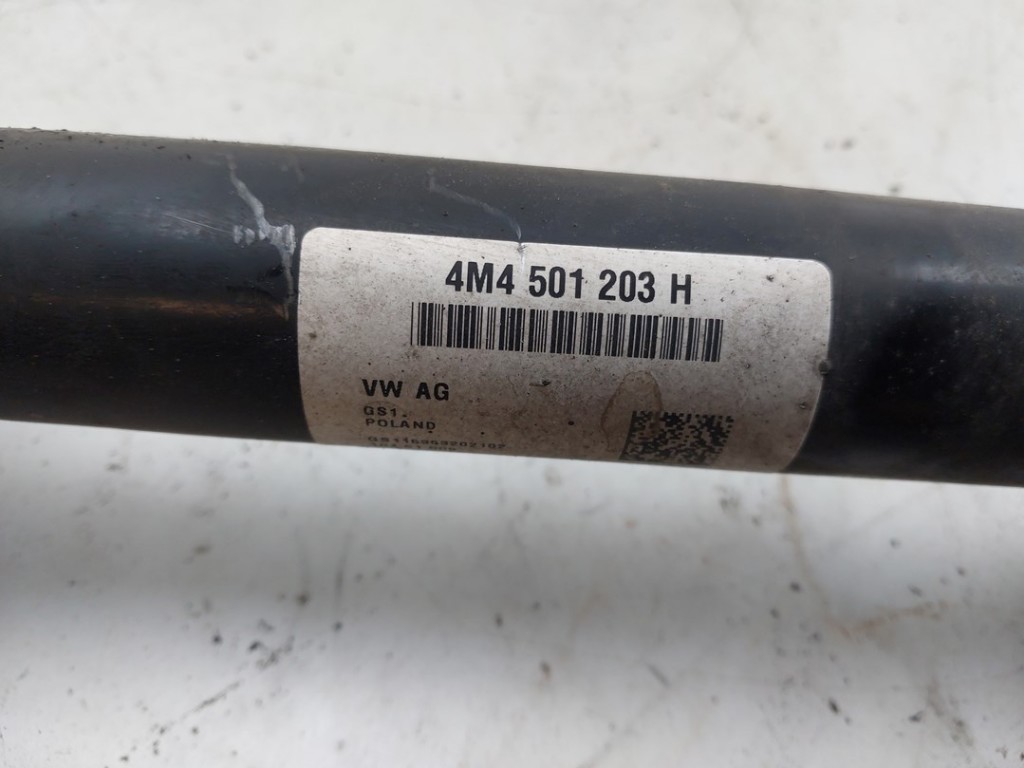 4M4 501 203 H
VW AG
GS1.
POLAND